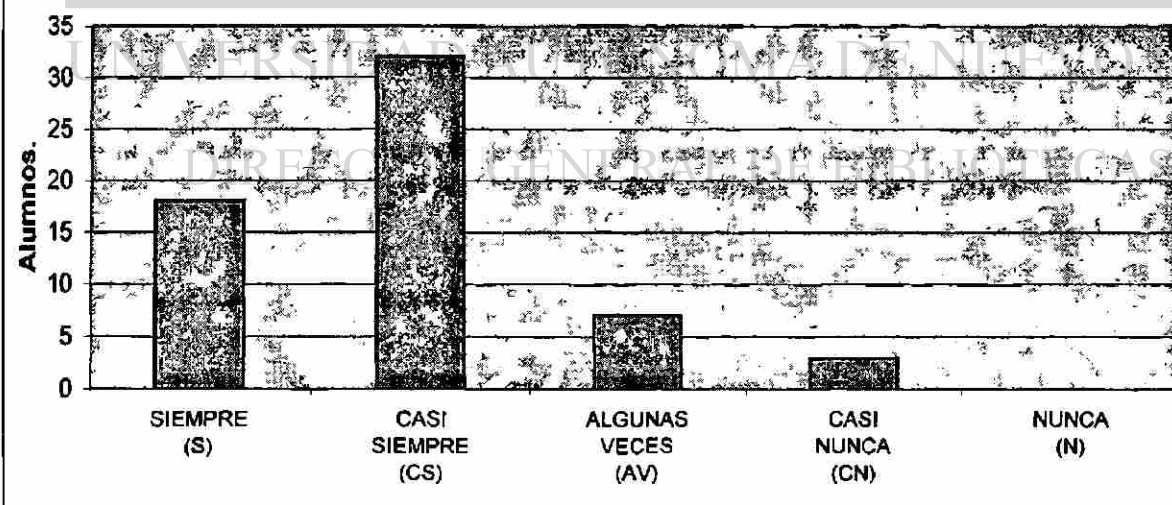 UNIVERSIDAD AUTÓNOMA DE NUEVO
DIRECCIÓN GENERAL DE BIBLIOTECAS
Alumnos.
35
30
25
20
15
10
5
0
SIEMPRE
(S)
CASI
SIEMPRE
(CS)
ALGUNAS
VECES
(AV)
CASI
NUNCA
(CN)
NUNCA
(N)